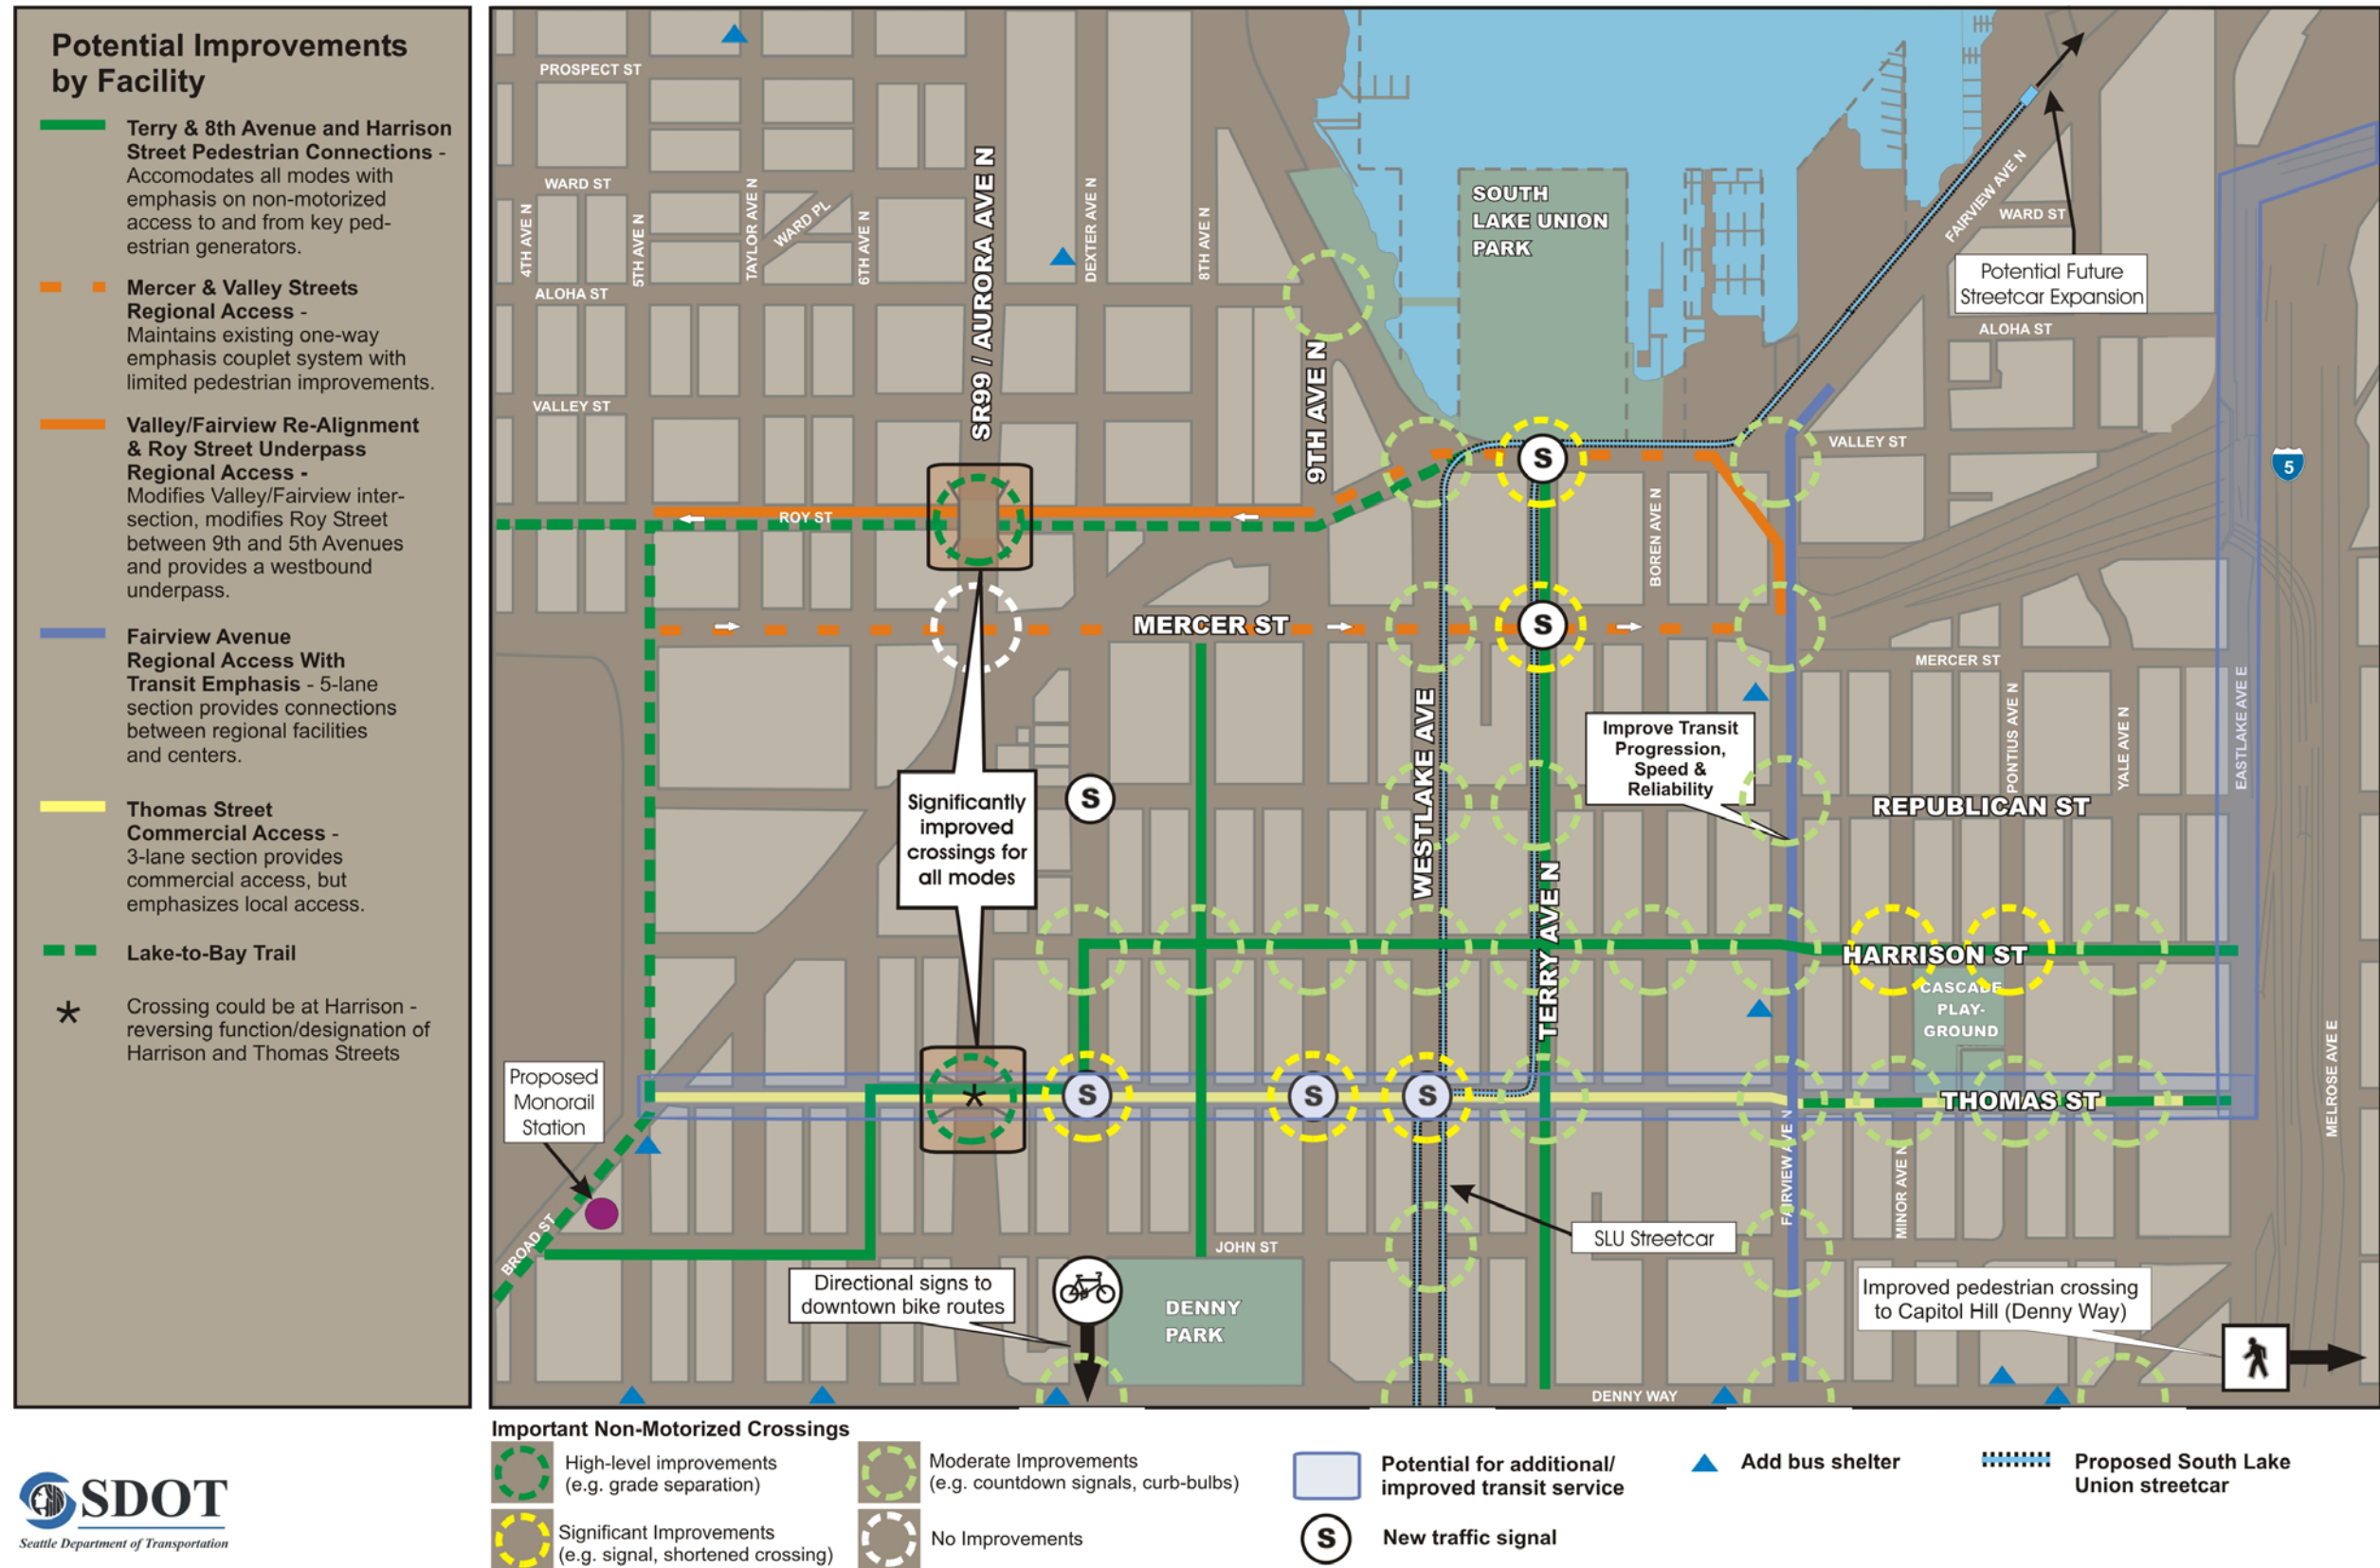 Potential Improvements
by Facility
Terry & 8th Avenue and Harrison
Street Pedestrian Connections -
Accomodates all modes with
emphasis on non-motorized
access to and from key ped-
estrian generators.
Mercer & Valley Streets
Regional Access -
Maintains existing one-way
emphasis couplet system with
limited pedestrian improvements.
Valley/Fairview Re-Alignment
& Roy Street Underpass
Regional Access -
Modifies Valley/Fairview inter-
section, modifies Roy Street
between 9th and 5th Avenues
and provides a westbound
underpass.
Fairview Avenue
Regional Access With
Transit Emphasis - 5-lane
section provides connections
between regional facilities
and centers.
Thomas Street
Commercial Access -
3-lane section provides
commercial access, but
emphasizes local access.
Lake-to-Bay Trail
* Crossing could be at Harrison -
reversing function/designation of
Harrison and Thomas Streets
PROSPECT ST
WARD ST
WARD PL
ALOHA ST
VALLEY ST
4TH AVE N
5TH AVE N
TAYLOR AVE N
6TH AVE N
SR99 / AURORA AVE N
DEXTER AVE N
8TH AVE N
9TH AVE N
SOUTH
LAKE UNION
PARK
FAIRVIEW AVE N
WARD ST
Potential Future
Streetcar Expansion
ALOHA ST
VALLEY ST
5
ROY ST
S
BOREN AVE N
MERCER ST
S
MERCER ST
WESTLAKE AVE
Improve Transit
Progression,
Speed &
Reliability
PONTIUS AVE N
YALE AVE N
EASTLAKE AVE E
REPUBLICAN ST
Significantly
improved
crossings for
all modes
S
TERRY AVE N
HARRISON ST
CASCADE
PLAY-
GROUND
MELROSE AVE E
Proposed
Monorail
Station
*
S
S
S
THOMAS ST
FAIRVIEW AVE N
MINOR AVE N
BROAD ST
JOHN ST
SLU Streetcar
Directional signs to
downtown bike routes
DENNY
PARK
Improved pedestrian crossing
to Capitol Hill (Denny Way)
DENNY WAY
Important Non-Motorized Crossings
High-level improvements
(e.g. grade separation)
Significant Improvements
(e.g. signal, shortened crossing)
Moderate Improvements
(e.g. countdown signals, curb-bulbs)
No Improvements
Potential for additional/
improved transit service
S New traffic signal
Add bus shelter
Proposed South Lake
Union streetcar
SDOT
Seattle Department of Transportation